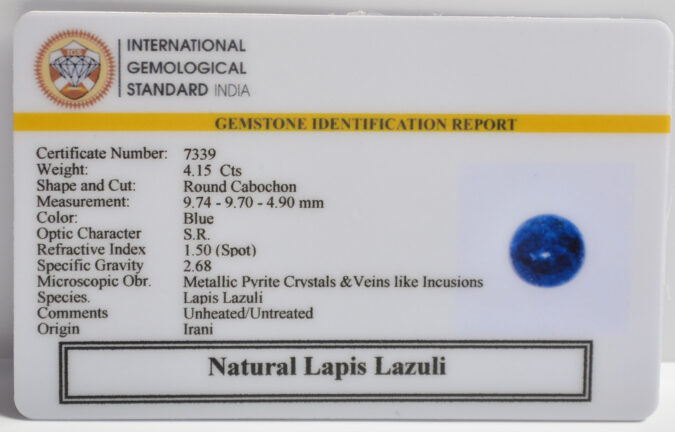 IGS
INTERNATIONAL
GEMOLOGICAL
STANDARD INDIA
GEMSTONE IDENTIFICATION REPORT
Certificate Number: 7339
Weight: 4.15 Cts
Shape and Cut: Round Cabochon
Measurement: 9.74 - 9.70 - 4.90 mm
Color: Blue
Optic Character S.R.
Refractive Index 1.50 (Spot)
Specific Gravity 2.68
Microscopic Obr. Metallic Pyrite Crystals &Veins like Incusions
Species. Lapis Lazuli
Comments Unheated/Untreated
Origin Irani
Natural Lapis Lazuli